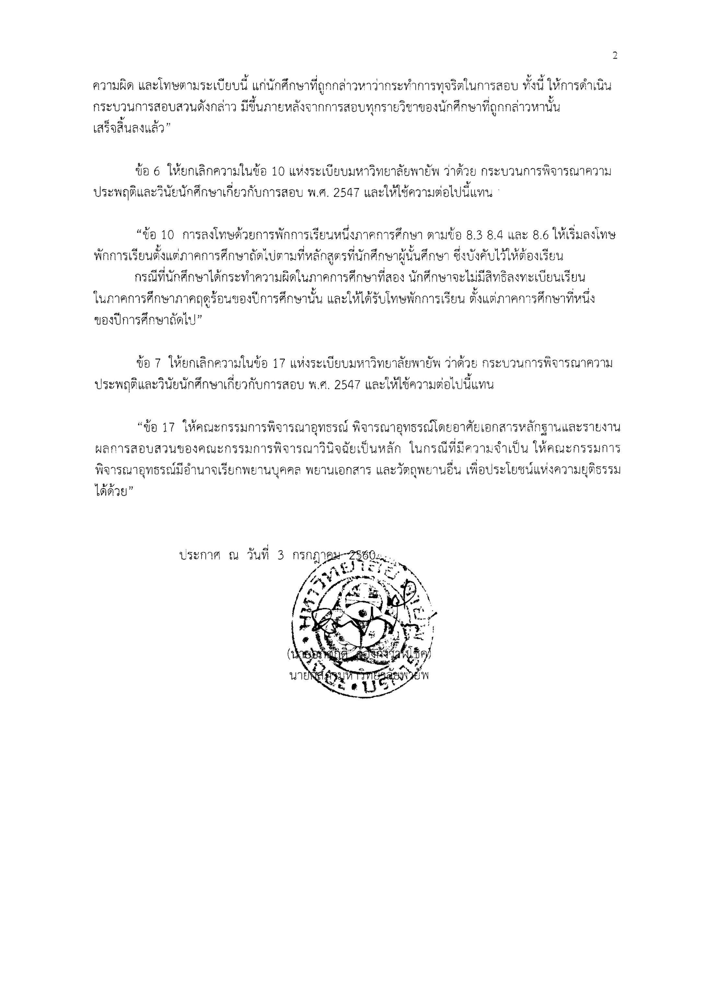 2
ความผิด และโทษตามระเบียบนี้ แก่นักศึกษาที่ถูกกล่าวหาว่ากระทำการทุจริตในการสอบ ทั้งนี้ ให้การดำเนิน
กระบวนการสอบสวนดังกล่าว มีขึ้นภายหลังจากการสอบทุกรายวิชาของนักศึกษาที่ถูกกล่าวหานั้น
เสร็จสิ้นลงแล้ว”
ข้อ 6 ให้ยกเลิกความในข้อ 10 แห่งระเบียบมหาวิทยาลัยพายัพ ว่าด้วย กระบวนการพิจารณาความ
ประพฤติและวินัยนักศึกษาเกี่ยวกับการสอบ พ.ศ. 2547 และให้ใช้ความต่อไปนี้แทน
“ข้อ 10 การลงโทษด้วยการพักการเรียนหนึ่งภาคการศึกษา ตามข้อ 8.3 8.4 และ 8.6 ให้เริ่มลงโทษ
พักการเรียนตั้งแต่ภาคการศึกษาถัดไปตามที่หลักสูตรที่นักศึกษาผู้นั้นศึกษา ซึ่งบังคับไว้ให้ต้องเรียน
กรณีที่นักศึกษาได้กระทำความผิดในภาคการศึกษาที่สอง นักศึกษาจะไม่มีสิทธิลงทะเบียนเรียน
ในภาคการศึกษาภาคฤดูร้อนของปีการศึกษานั้น และให้ได้รับโทษพักการเรียน ตั้งแต่ภาคการศึกษาที่หนึ่ง
ของปีการศึกษาถัดไป”
ข้อ 7 ให้ยกเลิกความในข้อ 17 แห่งระเบียบมหาวิทยาลัยพายัพ ว่าด้วย กระบวนการพิจารณาความ
ประพฤติและวินัยนักศึกษาเกี่ยวกับการสอบ พ.ศ. 2547 และให้ใช้ความต่อไปนี้แทน
“ข้อ 17 ให้คณะกรรมการพิจารณาอุทธรณ์ พิจารณาอุทธรณ์โดยอาศัยเอกสารหลักฐานและรายงาน
ผลการสอบสวนของคณะกรรมการพิจารณาวินิจฉัยเป็นหลัก ในกรณีที่มีความจำเป็น ให้คณะกรรมการ
พิจารณาอุทธรณ์มีอำนาจเรียกพยานบุคคล พยานเอกสาร และวัตถุพยานอื่น เพื่อประโยชน์แห่งความยุติธรรม
ได้ด้วย”
ประกาศ ณ วันที่ 3 กรกฎาคม 2560
มหาวิทยาลัย
นายกสภามหาวิทยาลัยพายัพ